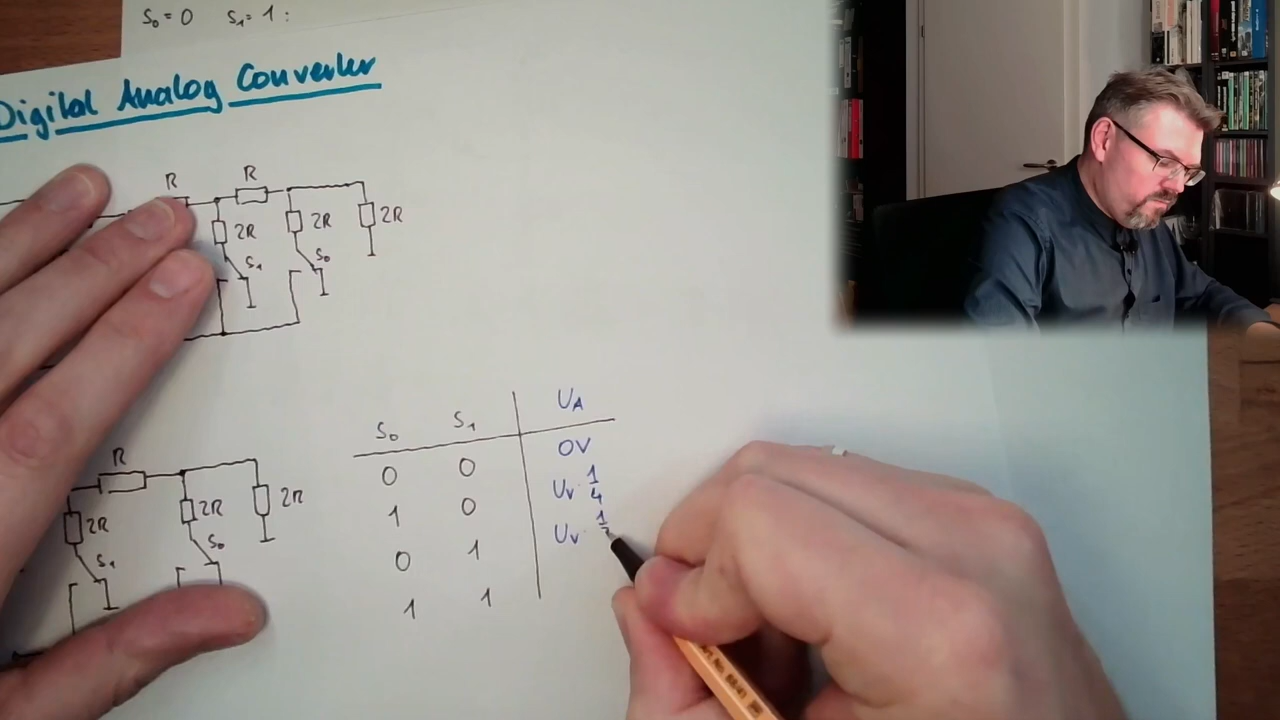 S₀ = 0 S₁ = 1 :
Digital Analog Converter
R R
2R 2R 2R
S₁ S₀
R
2R 2R 2R
S₁ S₀
S₀ S₁ U_A
0 0 0V
1 0 U_V · 1/4
0 1 U_V ·
1 1